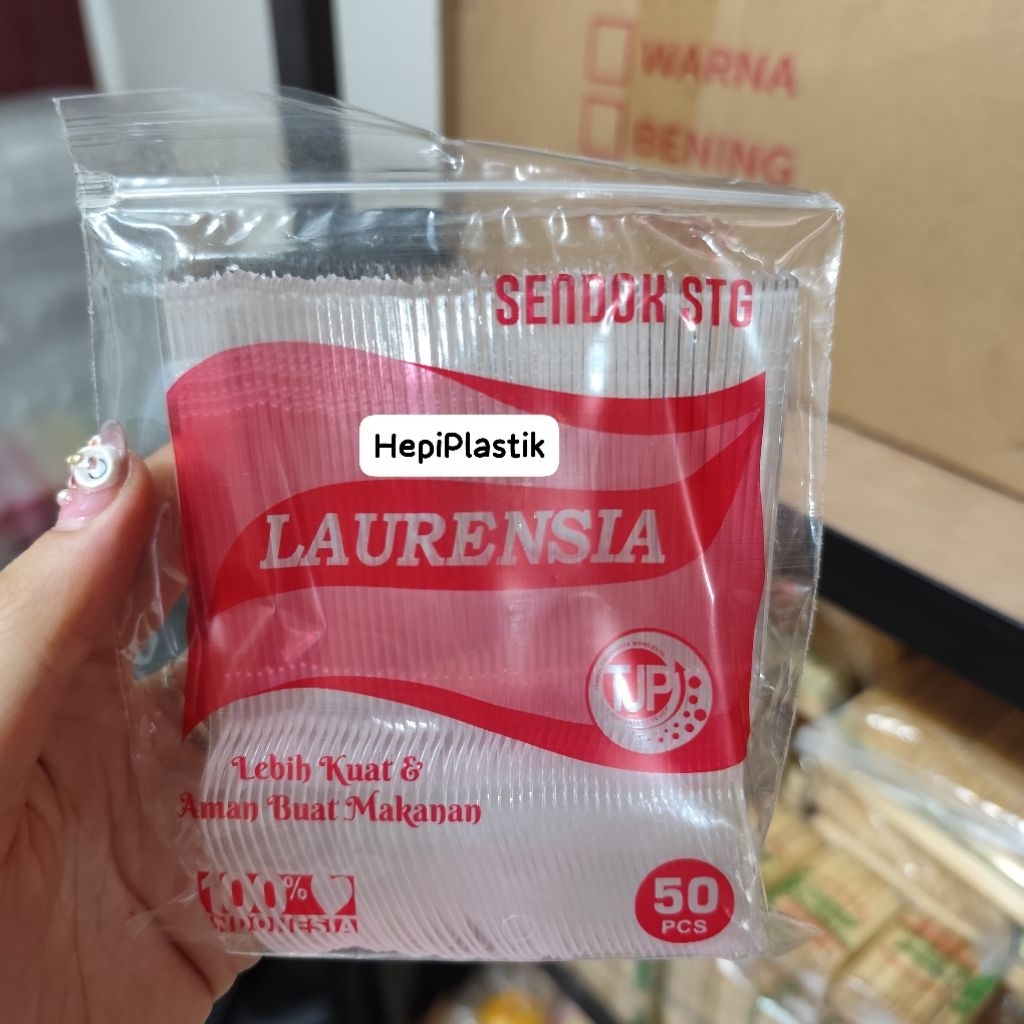 WARNA
BENING
SENDOK STG
HepiPlastik
LAURENSIA
TJP
Lebih Kuat &
Aman Buat Makanan
100%
INDONESIA
50
PCS